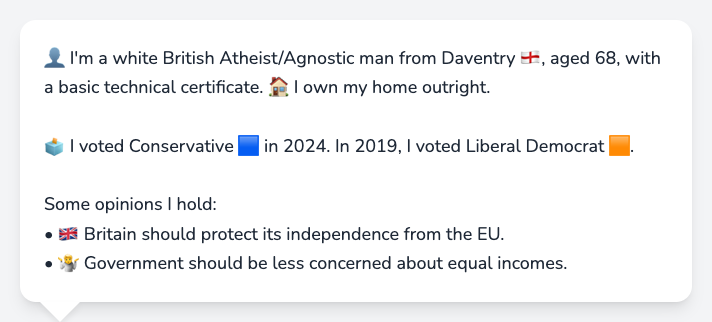 👤 I'm a white British Atheist/Agnostic man from Daventry 🏴󠁧󠁢󠁥󠁮󠁧󠁿, aged 68, with
a basic technical certificate. 🏠 I own my home outright.
🗳️ I voted Conservative 🟦 in 2024. In 2019, I voted Liberal Democrat 🟧.
Some opinions I hold:
• 🇬🇧 Britain should protect its independence from the EU.
• 🤷 Government should be less concerned about equal incomes.